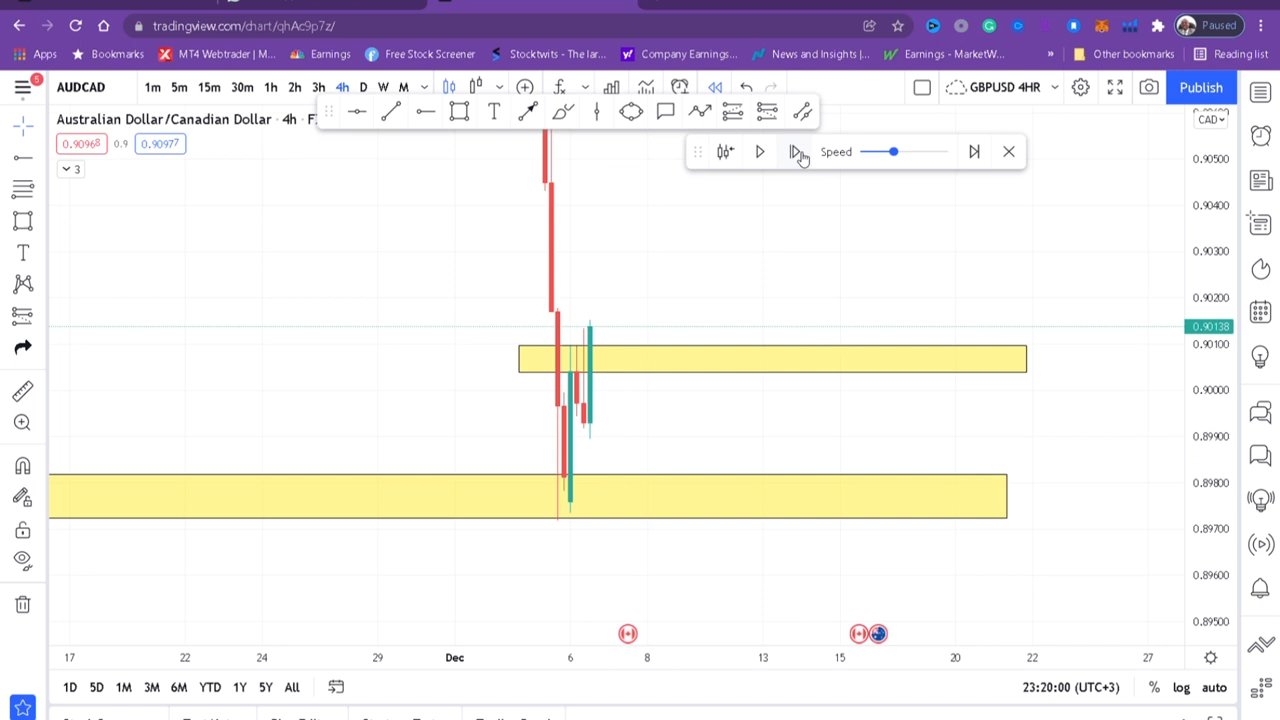 tradingview.com/chart/qhAc9p7z/
Paused
Apps
Bookmarks
MT4 Webtrader | M...
Earnings
Free Stock Screener
Stocktwits - The lar...
Company Earnings...
News and Insights |...
Earnings - MarketW...
»
Other bookmarks
Reading list
5
AUDCAD
1m 5m 15m 30m 1h 2h 3h 4h D W M
GBPUSD 4HR
Publish
Australian Dollar/Canadian Dollar · 4h · F
CAD
0.90968 0.9 0.90977
3
Speed
0.90500
0.90400
0.90300
0.90200
0.90138
0.90100
0.90000
0.89900
0.89800
0.89700
0.89600
0.89500
17 22 24 29 Dec 6 8 13 15 20 22 27
1D 5D 1M 3M 6M YTD 1Y 5Y All
23:20:00 (UTC+3)
% log auto